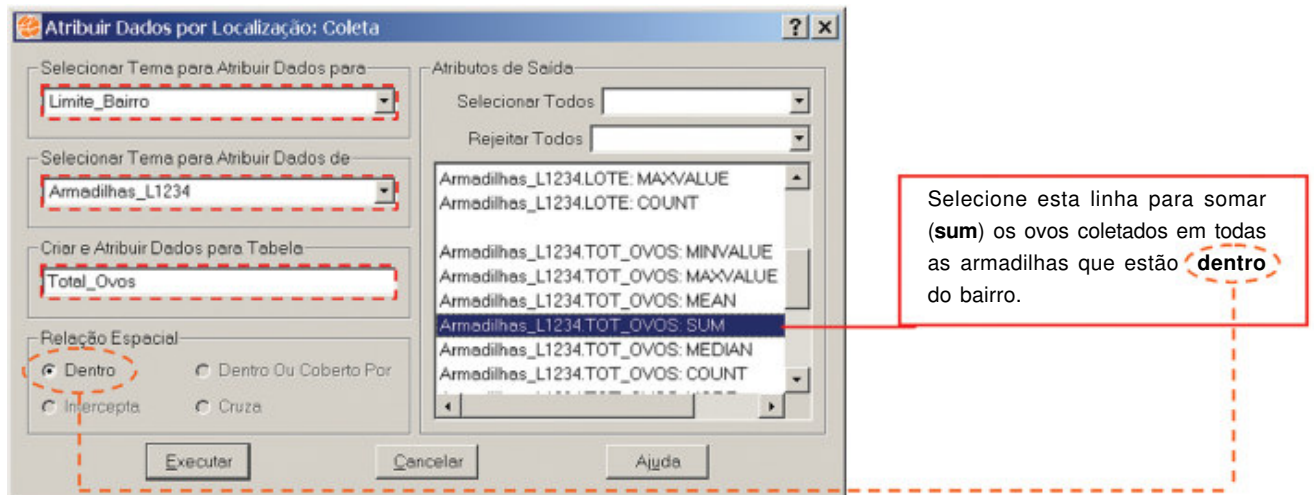 Atribuir Dados por Localização: Coleta
Selecionar Tema para Atribuir Dados para
Limite_Bairro
Selecionar Tema para Atribuir Dados de
Armadilhas_L1234
Criar e Atribuir Dados para Tabela
Total_Ovos
Relação Espacial
Dentro
Dentro Ou Coberto Por
Intercepta
Cruza
Atributos de Saída
Selecionar Todos
Rejeitar Todos
Armadilhas_L1234.LOTE: MAXVALUE
Armadilhas_L1234.LOTE: COUNT
Armadilhas_L1234.TOT_OVOS: MINVALUE
Armadilhas_L1234.TOT_OVOS: MAXVALUE
Armadilhas_L1234.TOT_OVOS: MEAN
Armadilhas_L1234.TOT_OVOS: SUM
Armadilhas_L1234.TOT_OVOS: MEDIAN
Armadilhas_L1234.TOT_OVOS: COUNT
Executar
Cancelar
Ajuda
Selecione esta linha para somar
(sum) os ovos coletados em todas
as armadilhas que estão dentro
do bairro.